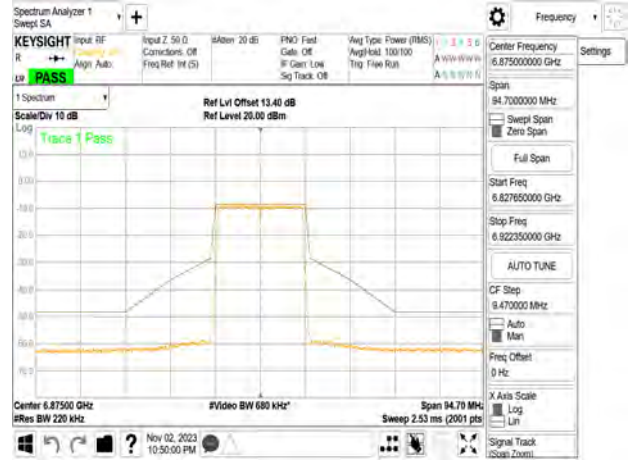 Spectrum Analyzer 1
Swept SA
Frequency
KEYSIGHT
Input: RF
Input Z: 50 Ω
#Atten: 20 dB
PNO: Fast
Avg Type: Power (RMS)
Corrections: Off
Gate: Off
Avg|Hold: 100/100
Align: Auto
Freq Ref: Int (S)
IF Gain: Low
Trig: Free Run
Sig Track: Off
PASS
1 Spectrum
Scale/Div 10 dB
Ref Lvl Offset 13.40 dB
Ref Level 20.00 dBm
Log
Trace 1 Pass
Center 6.87500 GHz
#Video BW 680 kHz*
Span 94.70 MHz
#Res BW 220 kHz
Sweep 2.53 ms (2001 pts
Nov 02, 2023
10:50:00 PM
Center Frequency
6.875000000 GHz
Settings
Span
94.7000000 MHz
Swept Span
Zero Span
Full Span
Start Freq
6.827650000 GHz
Stop Freq
6.922350000 GHz
AUTO TUNE
CF Step
9.470000 MHz
Auto
Man
Freq Offset
0 Hz
X Axis Scale
Log
Lin
Signal Track
(Span Zoom)